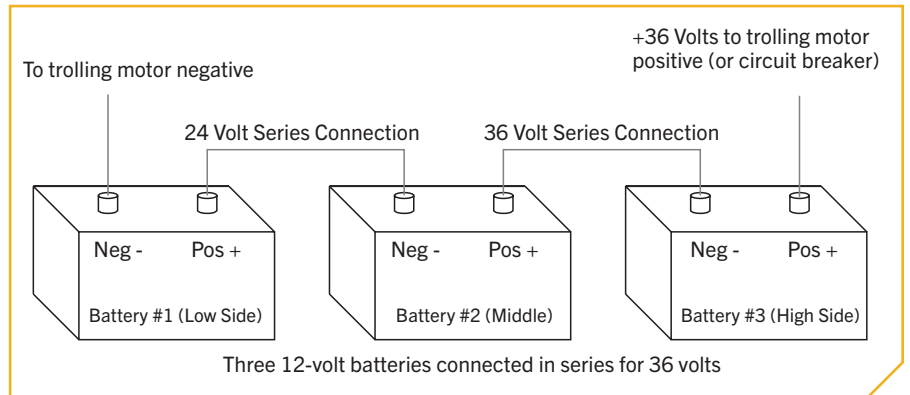 +36 Volts to trolling motor
positive (or circuit breaker)
To trolling motor negative
24 Volt Series Connection
36 Volt Series Connection
Neg - Pos +
Neg - Pos +
Neg - Pos +
Battery #1 (Low Side)
Battery #2 (Middle)
Battery #3 (High Side)
Three 12-volt batteries connected in series for 36 volts